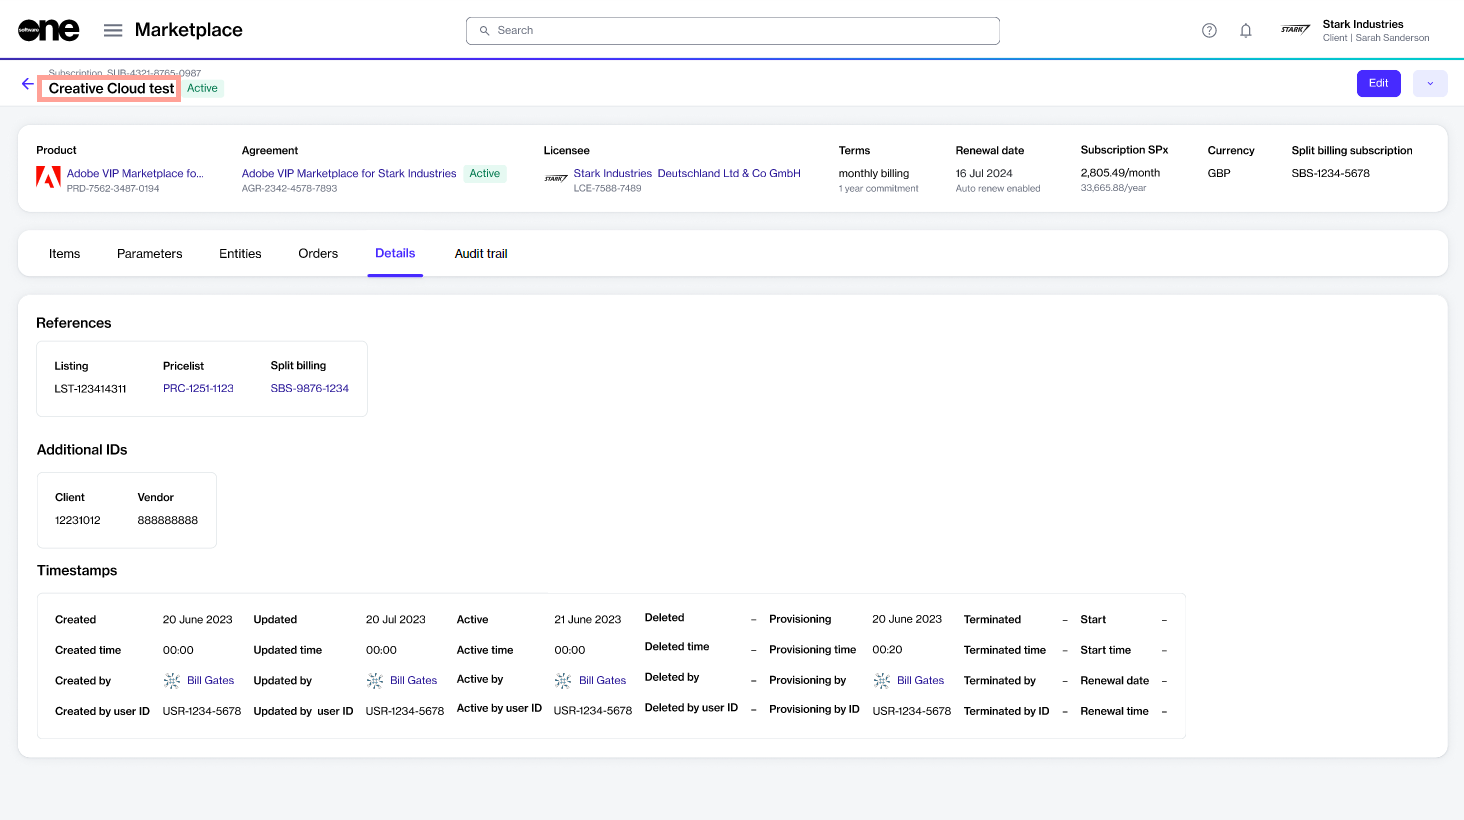 software one Marketplace Search Stark Industries
Client | Sarah Sanderson
Subscription SUB-4321-8765-0987
Creative Cloud test Active Edit
Product Agreement Licensee Terms Renewal date Subscription SPx Currency Split billing subscription
Adobe VIP Marketplace fo... Adobe VIP Marketplace for Stark Industries Active STARK Stark Industries Deutschland Ltd & Co GmbH monthly billing 16 Jul 2024 2,805.49/month GBP SBS-1234-5678
PRD-7562-3487-0194 AGR-2342-4578-7893 LCE-7588-7489 1 year commitment Auto renew enabled 33,665.88/year
Items Parameters Entities Orders Details Audit trail
References
Listing Pricelist Split billing
LST-123414311 PRC-1251-1123 SBS-9876-1234
Additional IDs
Client Vendor
12231012 888888888
Timestamps
Created 20 June 2023 Updated 20 Jul 2023 Active 21 June 2023 Deleted – Provisioning 20 June 2023 Terminated – Start –
Created time 00:00 Updated time 00:00 Active time 00:00 Deleted time – Provisioning time 00:20 Terminated time – Start time –
Created by Bill Gates Updated by Bill Gates Active by Bill Gates Deleted by – Provisioning by Bill Gates Terminated by – Renewal date –
Created by user ID USR-1234-5678 Updated by user ID USR-1234-5678 Active by user ID USR-1234-5678 Deleted by user ID – Provisioning by ID USR-1234-5678 Terminated by ID – Renewal time –